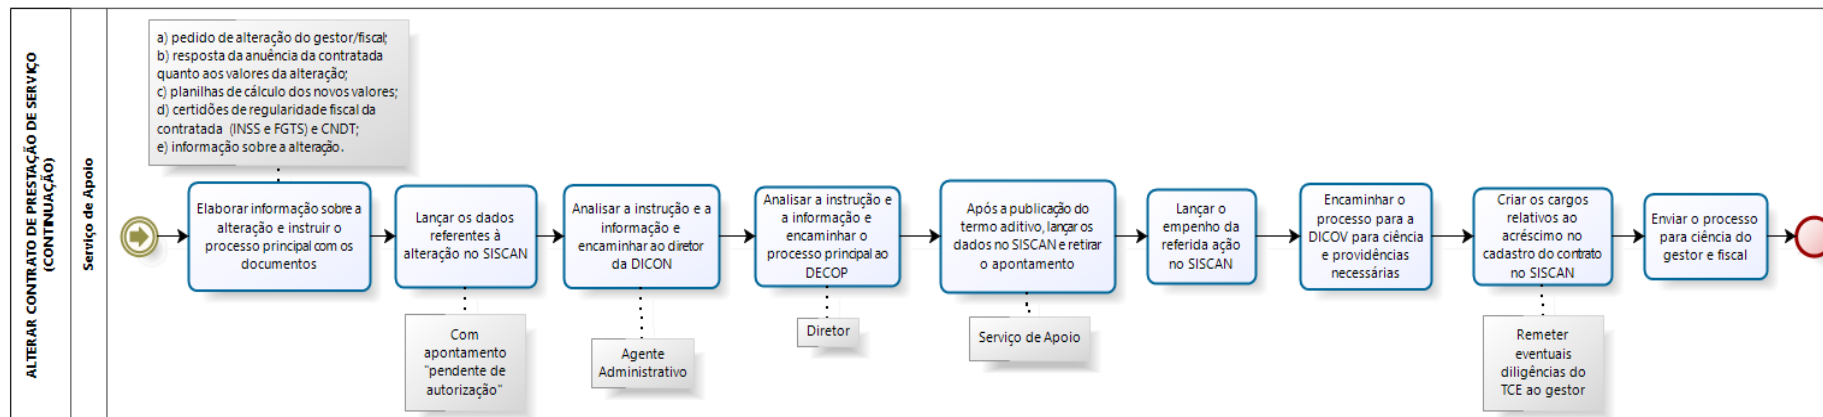 ALTERAR CONTRATO DE PRESTAÇÃO DE SERVIÇO
(CONTINUAÇÃO)
Serviço de Apoio
a) pedido de alteração do gestor/fiscal;
b) resposta da anuência da contratada
quanto aos valores da alteração;
c) planilhas de cálculo dos novos valores;
d) certidões de regularidade fiscal da
contratada (INSS e FGTS) e CNDT;
e) informação sobre a alteração.
Elaborar informação sobre a
alteração e instruir o
processo principal com os
documentos
Lançar os dados
referentes à
alteração no SISCAN
Com
apontamento
"pendente de
autorização"
Analisar a instrução e a
informação e
encaminhar ao diretor
da DICON
Agente
Administrativo
Analisar a instrução e
a informação e
encaminhar o
processo principal ao
DECOP
Diretor
Após a publicação do
termo aditivo, lançar os
dados no SISCAN e retirar
o apontamento
Serviço de Apoio
Lançar o
empenho da
referida ação
no SISCAN
Encaminhar o
processo para a
DICOV para ciência
e providências
necessárias
Criar os cargos
relativos ao
acréscimo no
cadastro do contrato
no SISCAN
Remeter
eventuais
diligências do
TCE ao gestor
Enviar o processo
para ciência do
gestor e fiscal